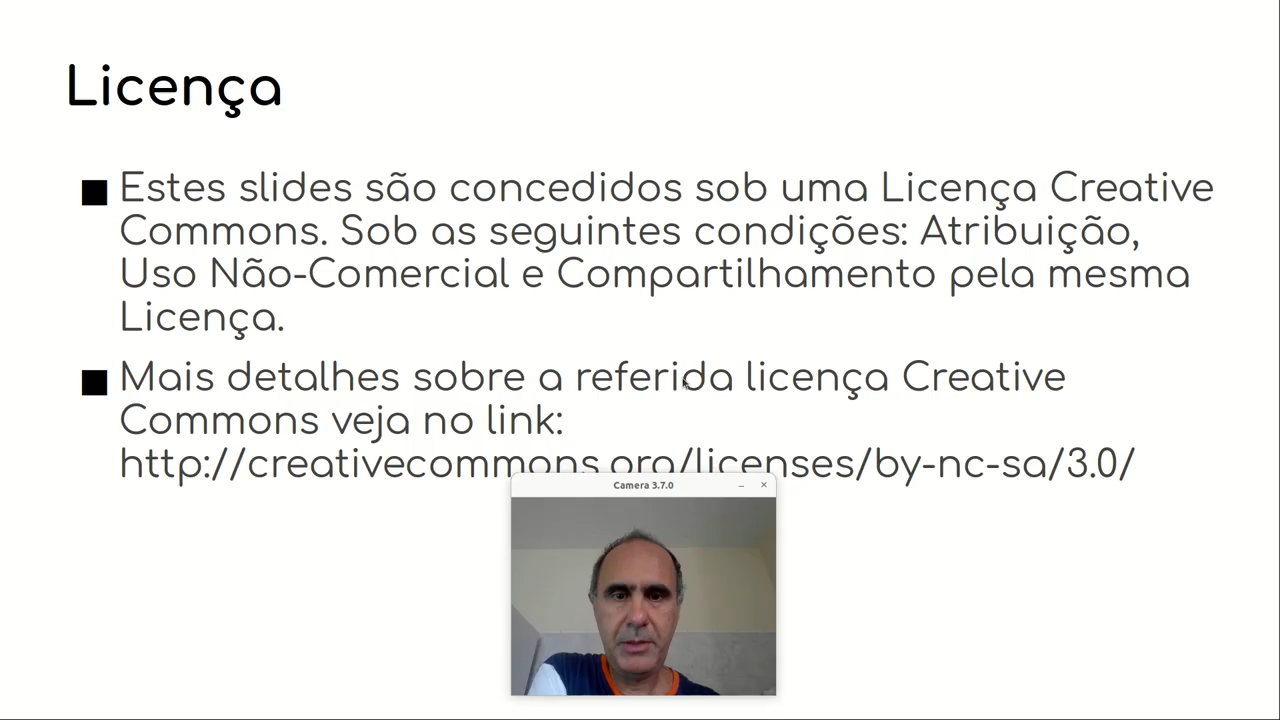 Licença
Estes slides são concedidos sob uma Licença Creative
Commons. Sob as seguintes condições: Atribuição,
Uso Não-Comercial e Compartilhamento pela mesma
Licença.
Mais detalhes sobre a referida licença Creative
Commons veja no link:
http://creativecommons.org/licenses/by-nc-sa/3.0/
Camera 3.7.0